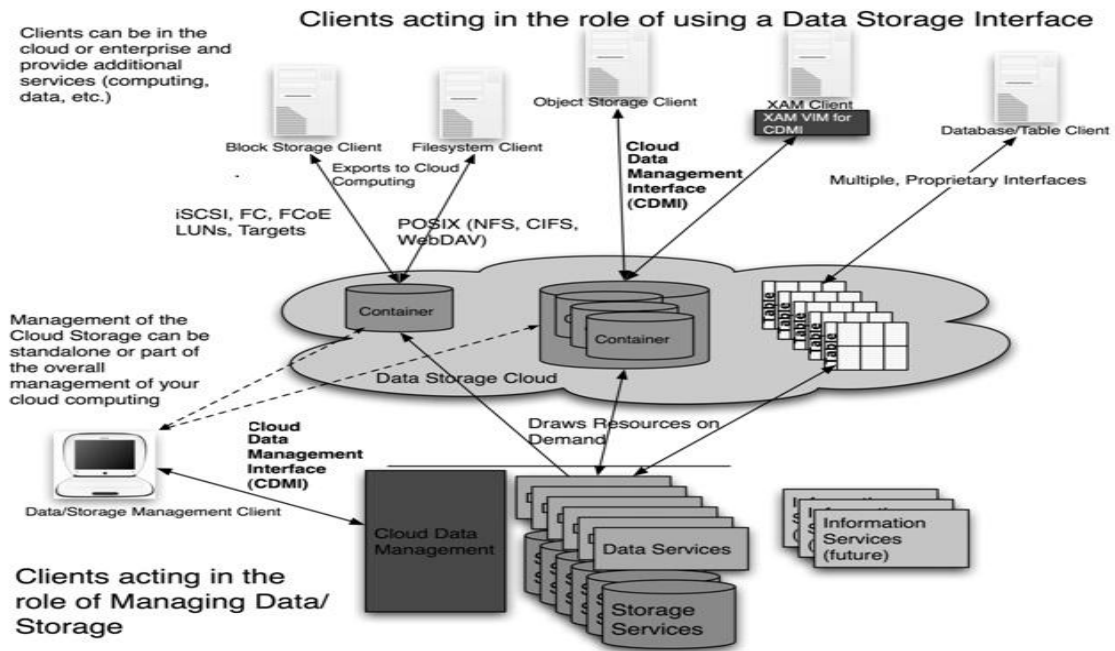 Clients acting in the role of using a Data Storage Interface
Clients can be in the
cloud or enterprise and
provide additional
services (computing,
data, etc.)
Block Storage Client
Filesystem Client
Object Storage Client
XAM Client
XAM VIM for
CDMI
Database/Table Client
Exports to Cloud
Computing
Cloud
Data
Management
Interface
(CDMI)
Multiple, Proprietary Interfaces
iSCSI, FC, FCoE
LUNs, Targets
POSIX (NFS, CIFS,
WebDAV)
Container
Container
Table
Table
Table
Table
Table
Management of the
Cloud Storage can be
standalone or part of
the overall
management of your
cloud computing
Data Storage Cloud
Draws Resources on
Demand
Cloud
Data
Management
Interface
(CDMI)
Data/Storage Management Client
Cloud Data
Management
Data Services
Storage
Services
Information
Services
(future)
Clients acting in the
role of Managing Data/
Storage